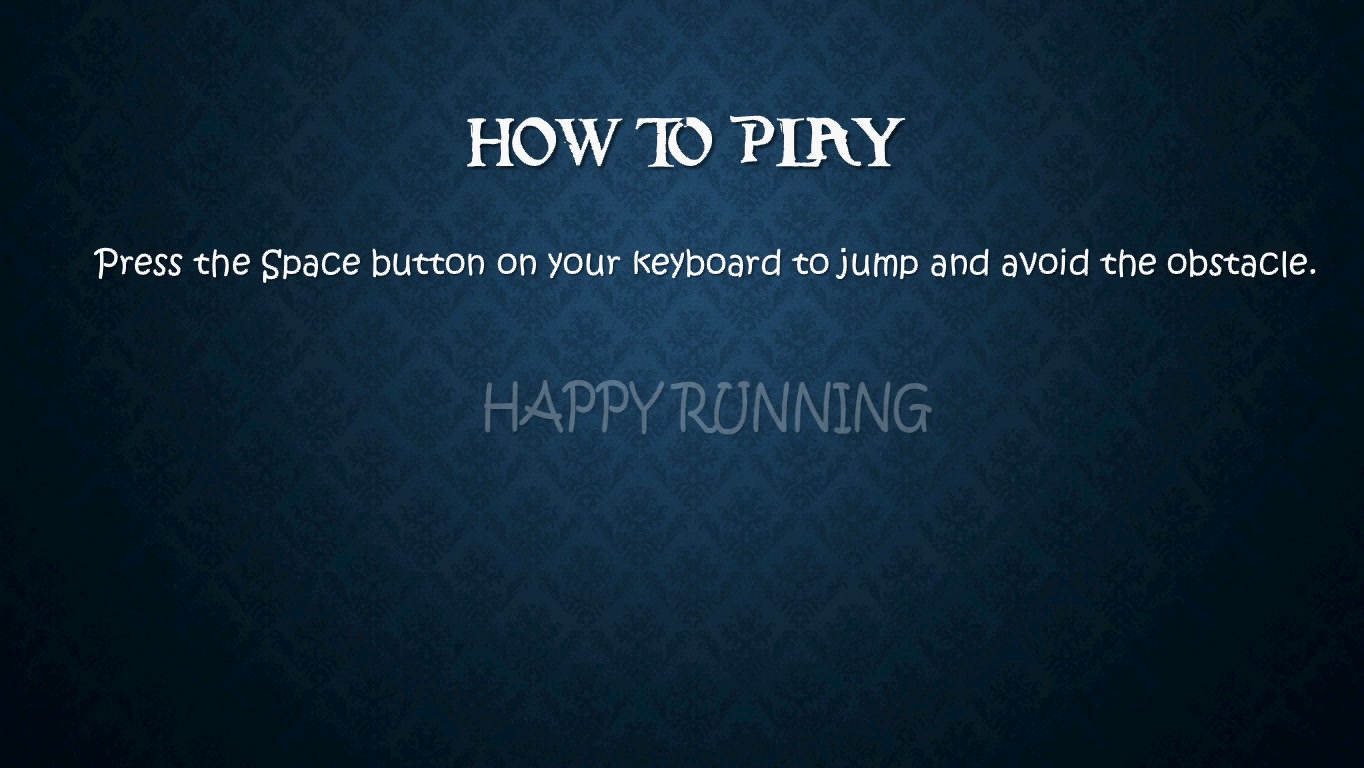 HOW TO PLAY
Press the Space button on your keyboard to jump and avoid the obstacle.
HAPPY RUNNING